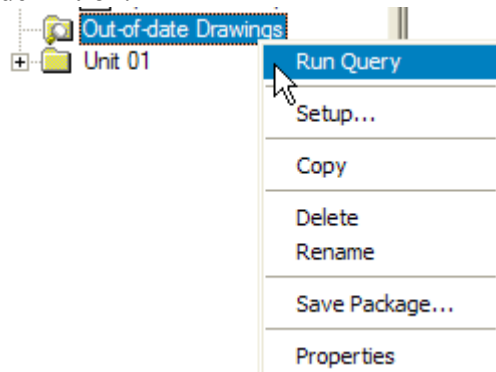 Out-of-date Drawings
Unit 01
Run Query
Setup...
Copy
Delete
Rename
Save Package...
Properties